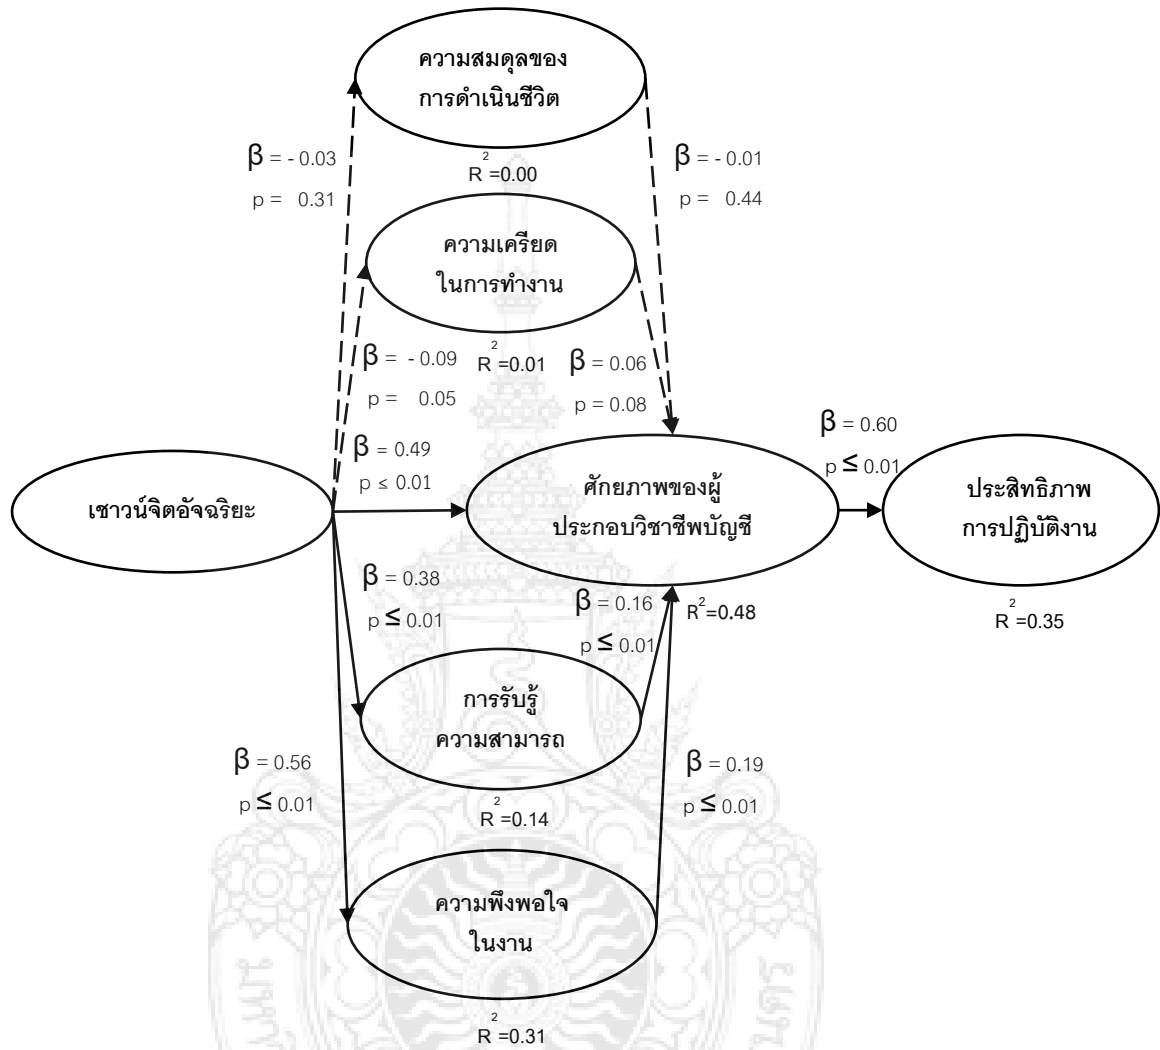 ความสมดุลของ
การดำเนินชีวิต
R²=0.00
β = - 0.03
p = 0.31
β = - 0.01
p = 0.44
ความเครียด
ในการทำงาน
R²=0.01
β = - 0.09
p = 0.05
β = 0.06
p = 0.08
β = 0.49
p ≤ 0.01
β = 0.60
p ≤ 0.01
เชาวน์จิตอัจฉริยะ
ศักยภาพของผู้
ประกอบวิชาชีพบัญชี
R²=0.48
ประสิทธิภาพ
การปฏิบัติงาน
R²=0.35
β = 0.38
p ≤ 0.01
β = 0.16
p ≤ 0.01
การรับรู้
ความสามารถ
R²=0.14
β = 0.56
p ≤ 0.01
β = 0.19
p ≤ 0.01
ความพึงพอใจ
ในงาน
R²=0.31